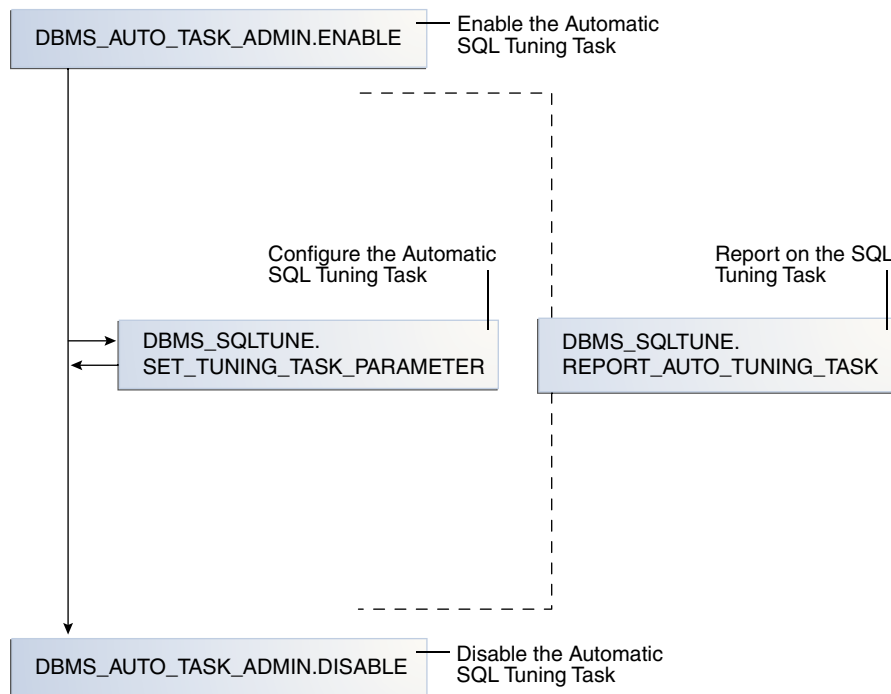 DBMS_AUTO_TASK_ADMIN.ENABLE
Enable the Automatic
SQL Tuning Task
Configure the Automatic
SQL Tuning Task
Report on the SQL
Tuning Task
DBMS_SQLTUNE.
SET_TUNING_TASK_PARAMETER
DBMS_SQLTUNE.
REPORT_AUTO_TUNING_TASK
DBMS_AUTO_TASK_ADMIN.DISABLE
Disable the Automatic
SQL Tuning Task